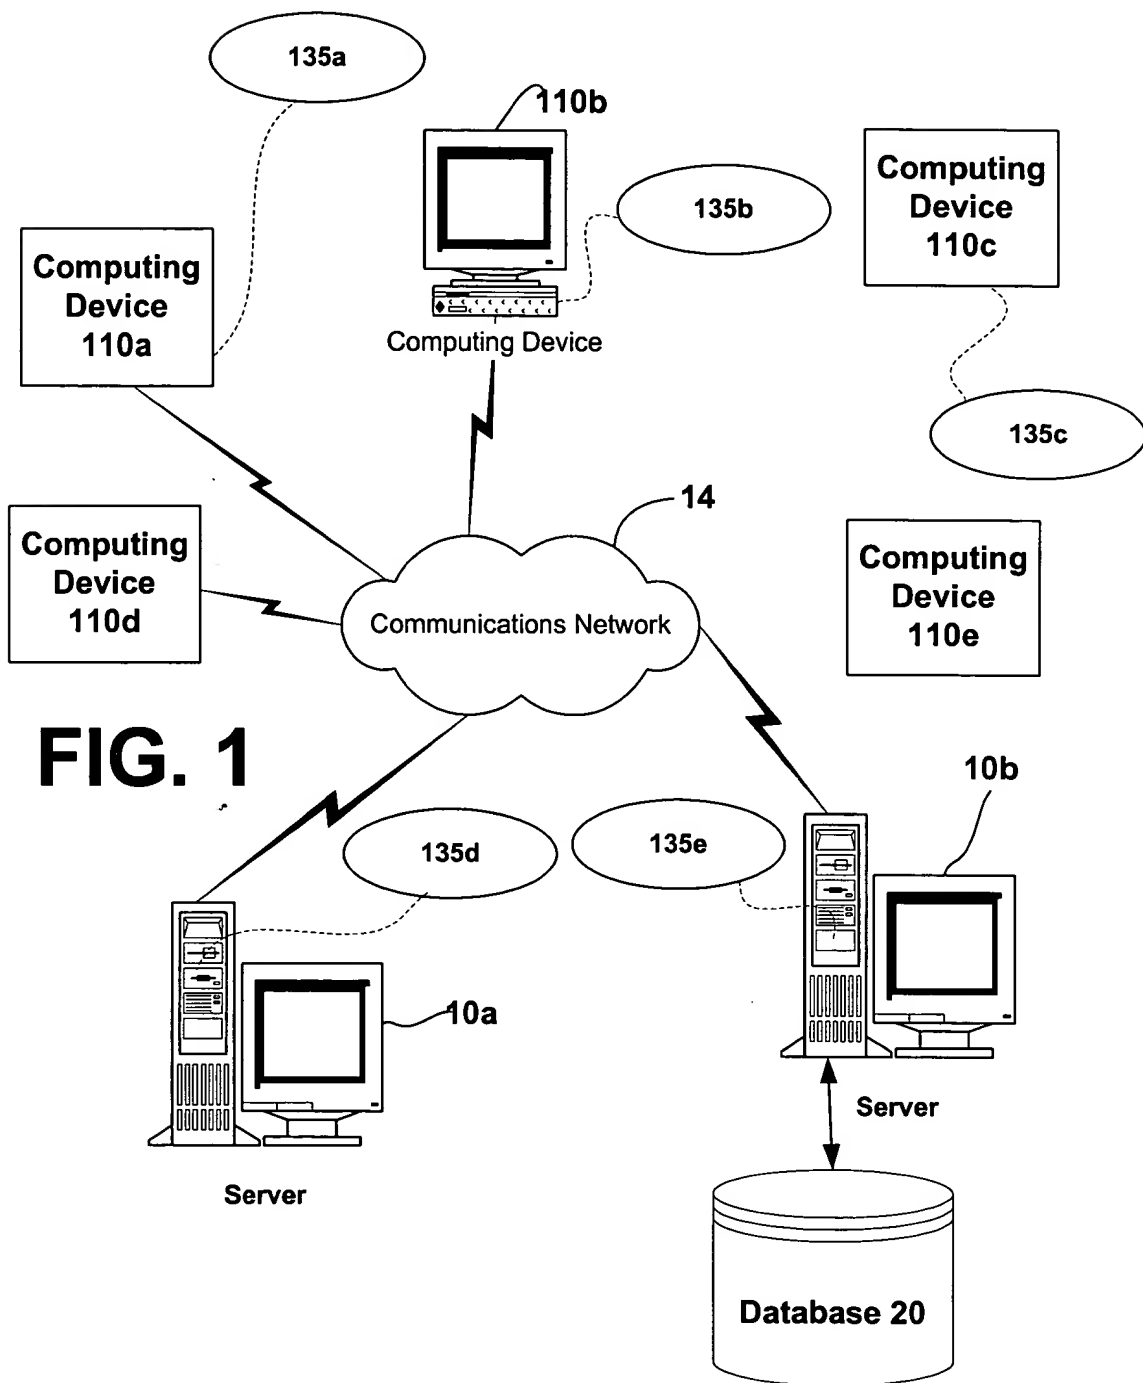 135a
110b
135b
Computing
Device
110c
Computing
Device
110a
Computing Device
135c
14
Computing
Device
110d
Communications Network
Computing
Device
110e
FIG. 1
10b
135d
135e
10a
Server
Server
Database 20